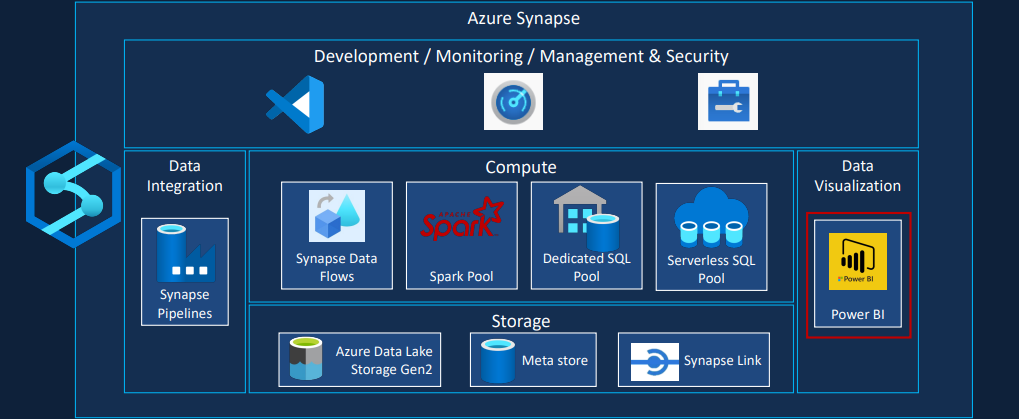 Azure Synapse
Development / Monitoring / Management & Security
Data
Integration
Synapse
Pipelines
Compute
Synapse Data
Flows
APACHE
Spark
Spark Pool
Dedicated SQL
Pool
Serverless SQL
Pool
Data
Visualization
Power BI
Power BI
Storage
Azure Data Lake
Storage Gen2
Meta store
Synapse Link